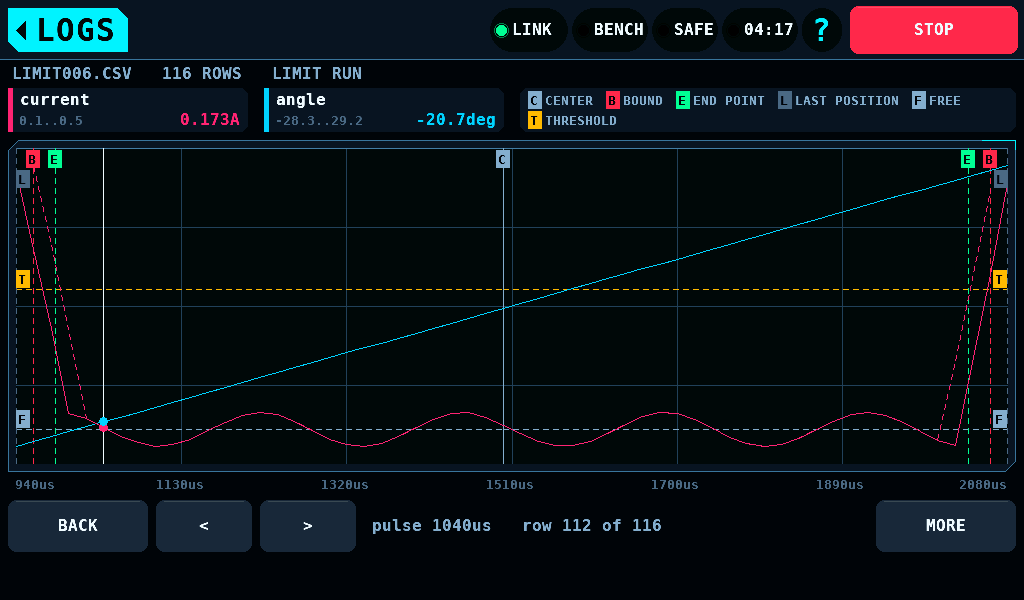 LOGS
LINK
BENCH
SAFE
04:17
?
STOP
LIMIT006.CSV 116 ROWS LIMIT RUN
current
0.1..0.5 0.173A
angle
-28.3..29.2 -20.7deg
C CENTER B BOUND E END POINT L LAST POSITION F FREE
T THRESHOLD
B E C E B
L L
T T
F F
940us 1130us 1320us 1510us 1700us 1890us 2080us
BACK < > pulse 1040us row 112 of 116 MORE